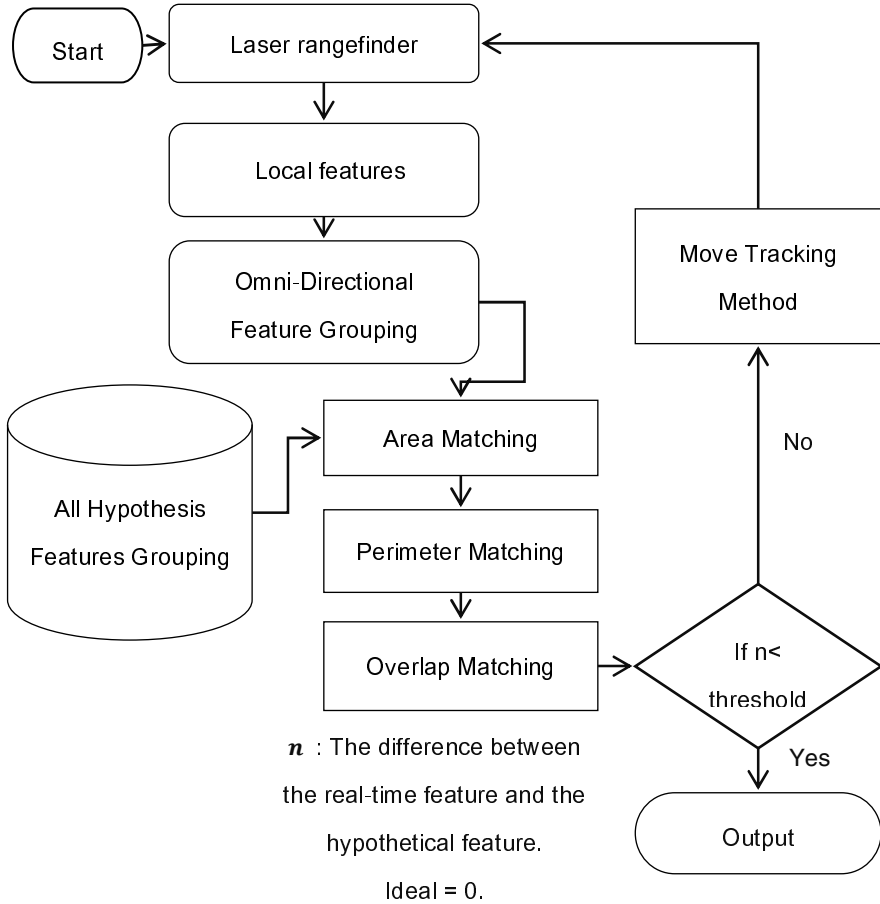 Start
Laser rangefinder
Local features
Omni-Directional
Feature Grouping
Move Tracking
Method
All Hypothesis
Features Grouping
Area Matching
Perimeter Matching
Overlap Matching
No
If n<
threshold
Yes
Output
n : The difference between
the real-time feature and the
hypothetical feature.
Ideal = 0.